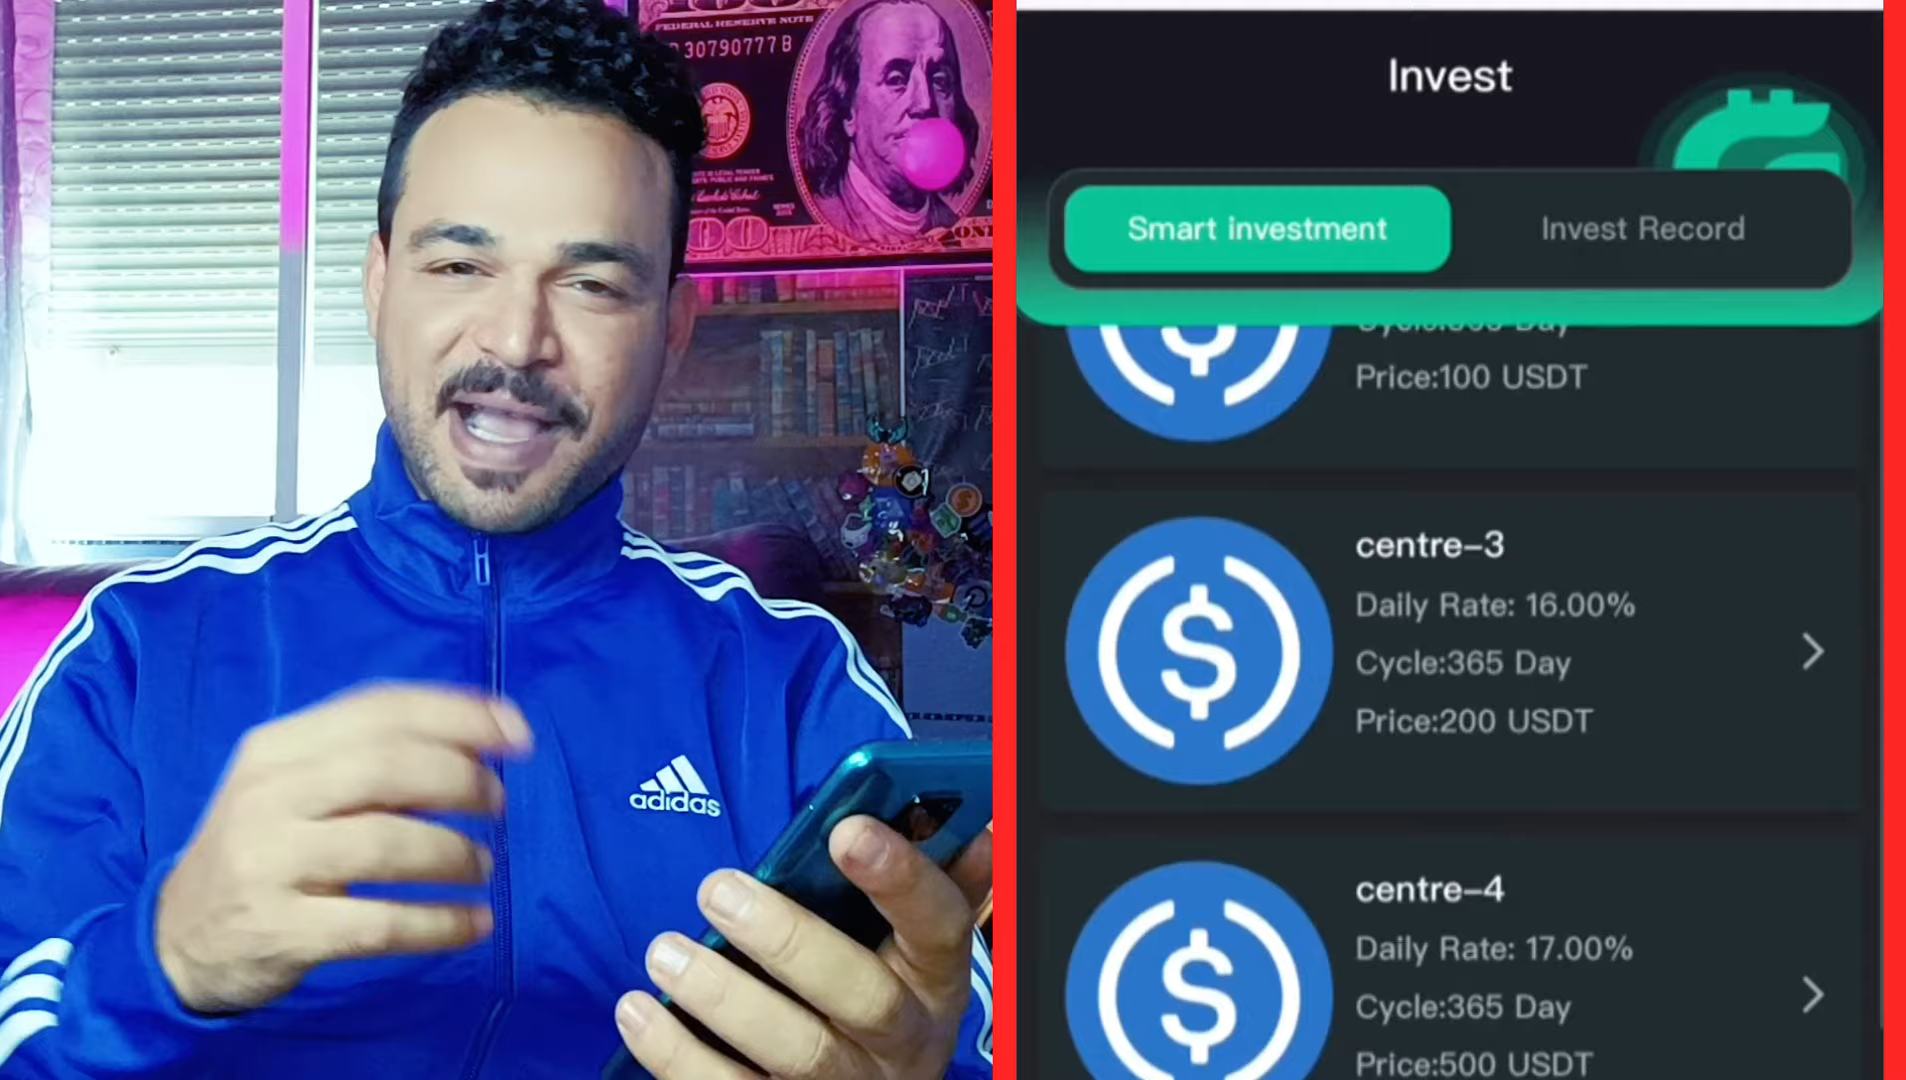 FEDERAL RESERVE NOTE
30790777 B
adidas
Invest
Smart investment
Invest Record
Price:100 USDT
centre-3
Daily Rate: 16.00%
Cycle:365 Day
Price:200 USDT
centre-4
Daily Rate: 17.00%
Cycle:365 Day
Price:500 USDT